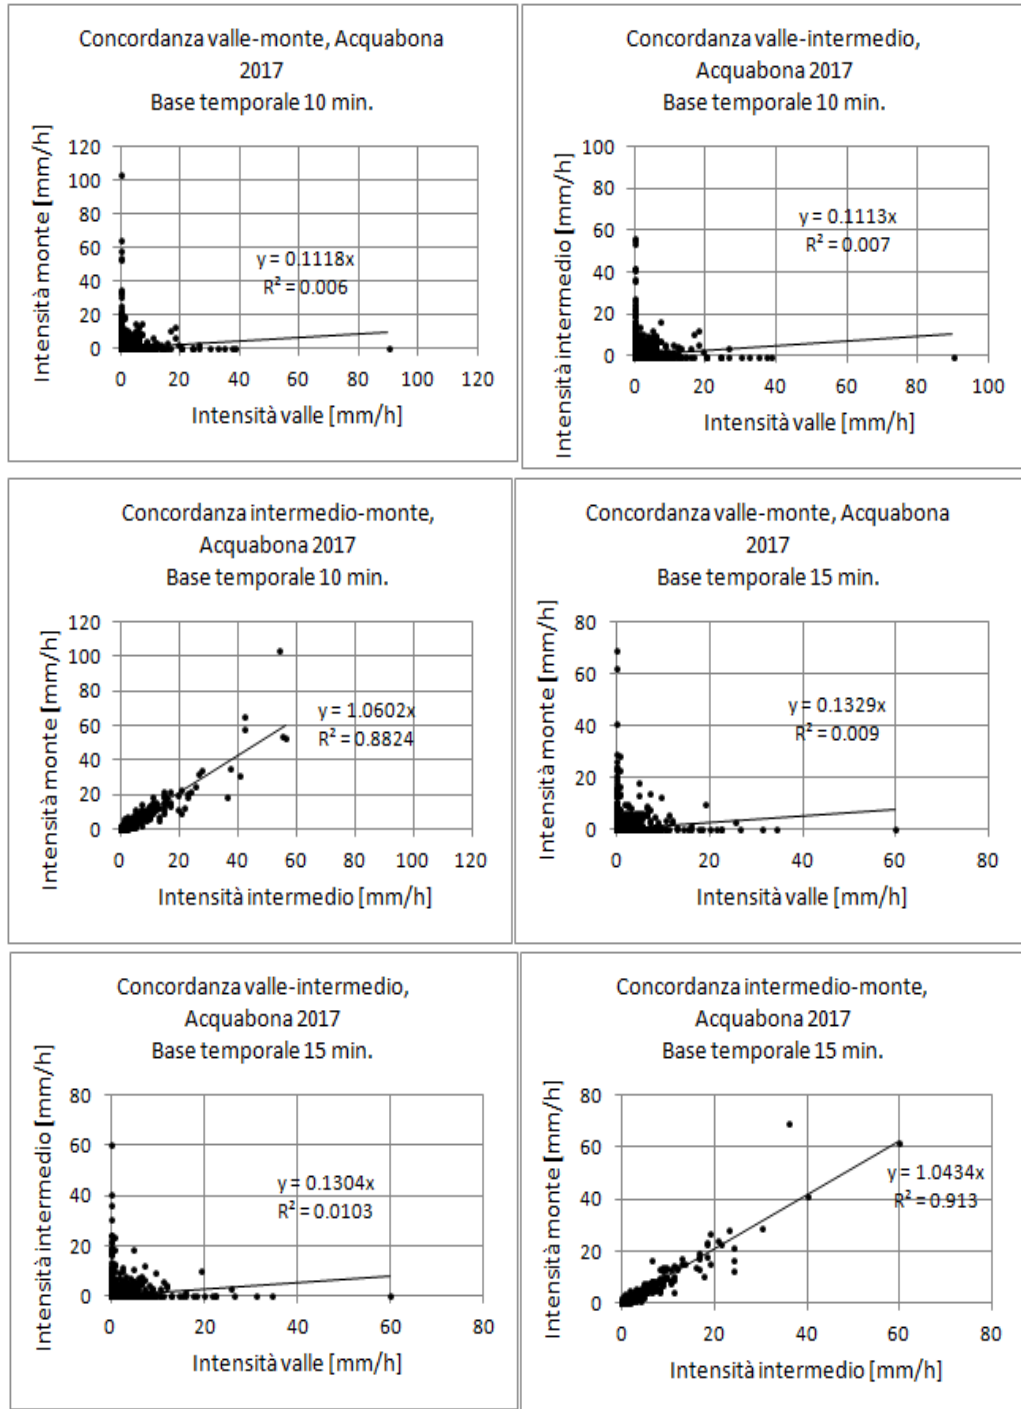 Concordanza valle-monte, Acquabona
2017
Base temporale 10 min.
Intensità monte [mm/h]
120
100
80
60
40
20
0
y = 0.1118x
R² = 0.006
0 20 40 60 80 100 120
Intensità valle [mm/h]
Concordanza valle-intermedio,
Acquabona 2017
Base temporale 10 min.
Intensità intermedio [mm/h]
100
80
60
40
20
0
y = 0.1113x
R² = 0.007
0 20 40 60 80 100
Intensità valle [mm/h]
Concordanza intermedio-monte,
Acquabona 2017
Base temporale 10 min.
Intensità monte [mm/h]
120
100
80
60
40
20
0
y = 1.0602x
R² = 0.8824
0 20 40 60 80 100 120
Intensità intermedio [mm/h]
Concordanza valle-monte, Acquabona
2017
Base temporale 15 min.
Intensità monte [mm/h]
80
60
40
20
0
y = 0.1329x
R² = 0.009
0 20 40 60 80
Intensità valle [mm/h]
Concordanza valle-intermedio,
Acquabona 2017
Base temporale 15 min.
Intensità intermedio [mm/h]
80
60
40
20
0
y = 0.1304x
R² = 0.0103
0 20 40 60 80
Intensità valle [mm/h]
Concordanza intermedio-monte,
Acquabona 2017
Base temporale 15 min.
Intensità monte [mm/h]
80
60
40
20
0
y = 1.0434x
R² = 0.913
0 20 40 60 80
Intensità intermedio [mm/h]